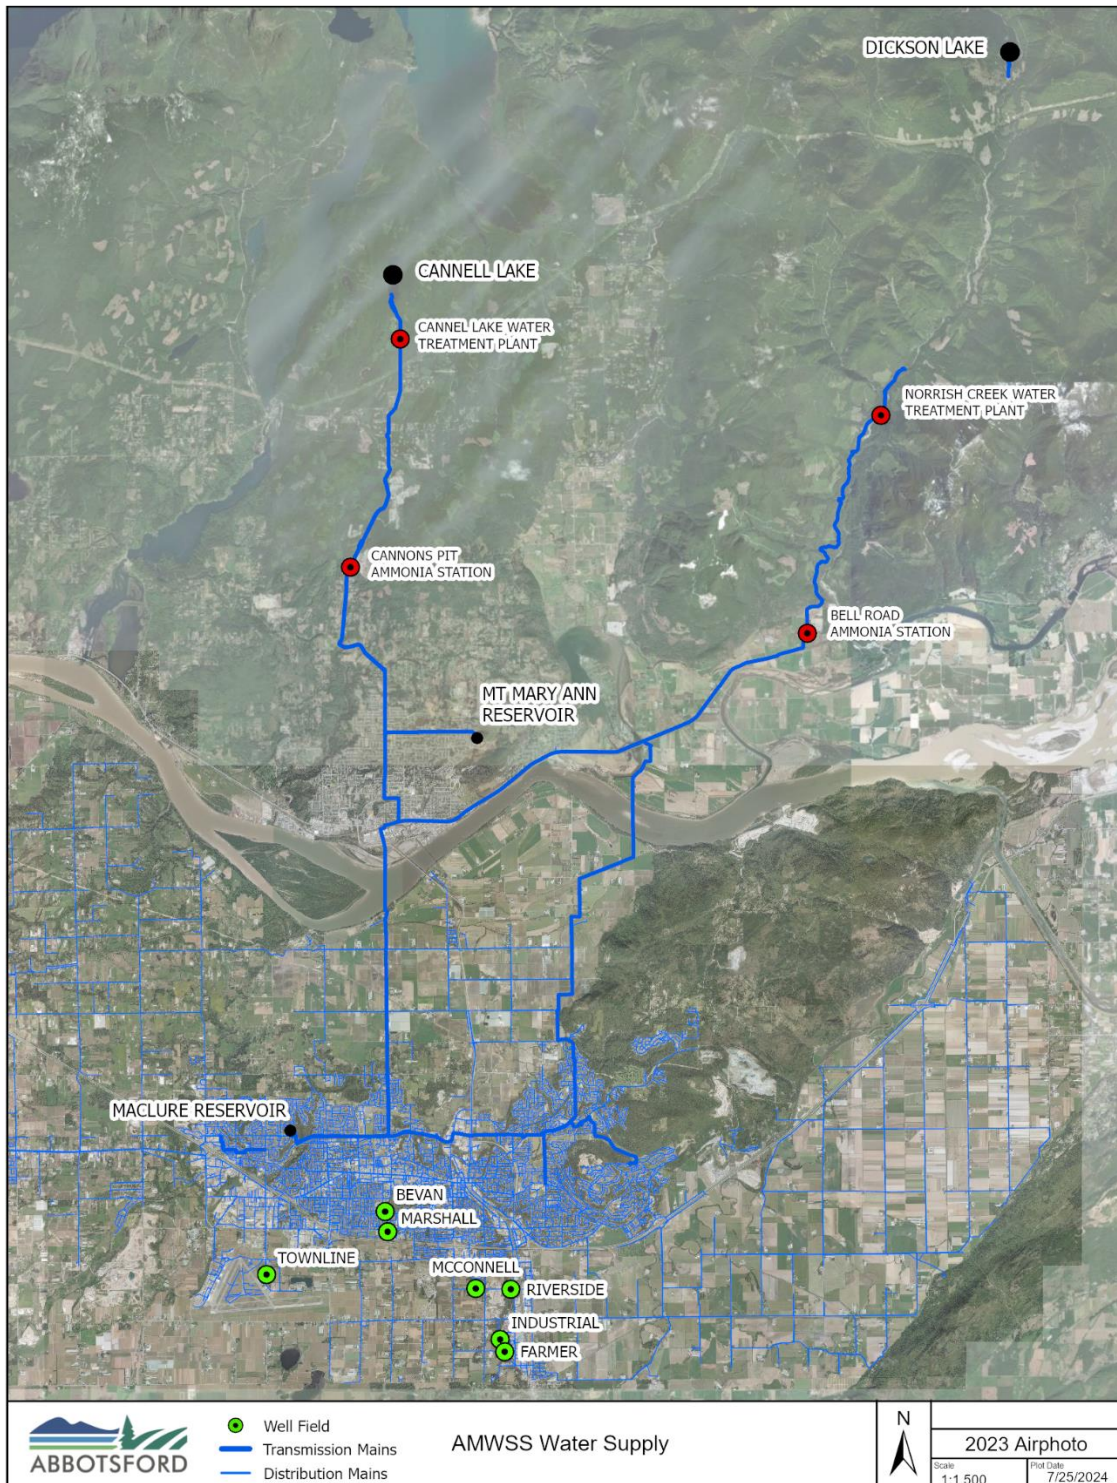 DICKSON LAKE
CANNELL LAKE
CANNEL LAKE WATER
TREATMENT PLANT
NORRISH CREEK WATER
TREATMENT PLANT
CANNONS PIT
AMMONIA STATION
BELL ROAD
AMMONIA STATION
MT MARY ANN
RESERVOIR
MACLURE RESERVOIR
BEVAN
MARSHALL
TOWNLINE
MCCONNELL
RIVERSIDE
INDUSTRIAL
FARMER
ABBOTSFORD
Well Field
Transmission Mains
Distribution Mains
AMWSS Water Supply
N
2023 Airphoto
Scale
1:1,500
Plot Date
7/25/2024